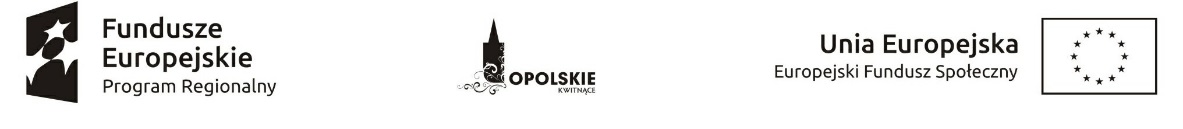 Fundusze
Europejskie
Program Regionalny
OPOLSKIE
KWITNĄCE
Unia Europejska
Europejski Fundusz Społeczny